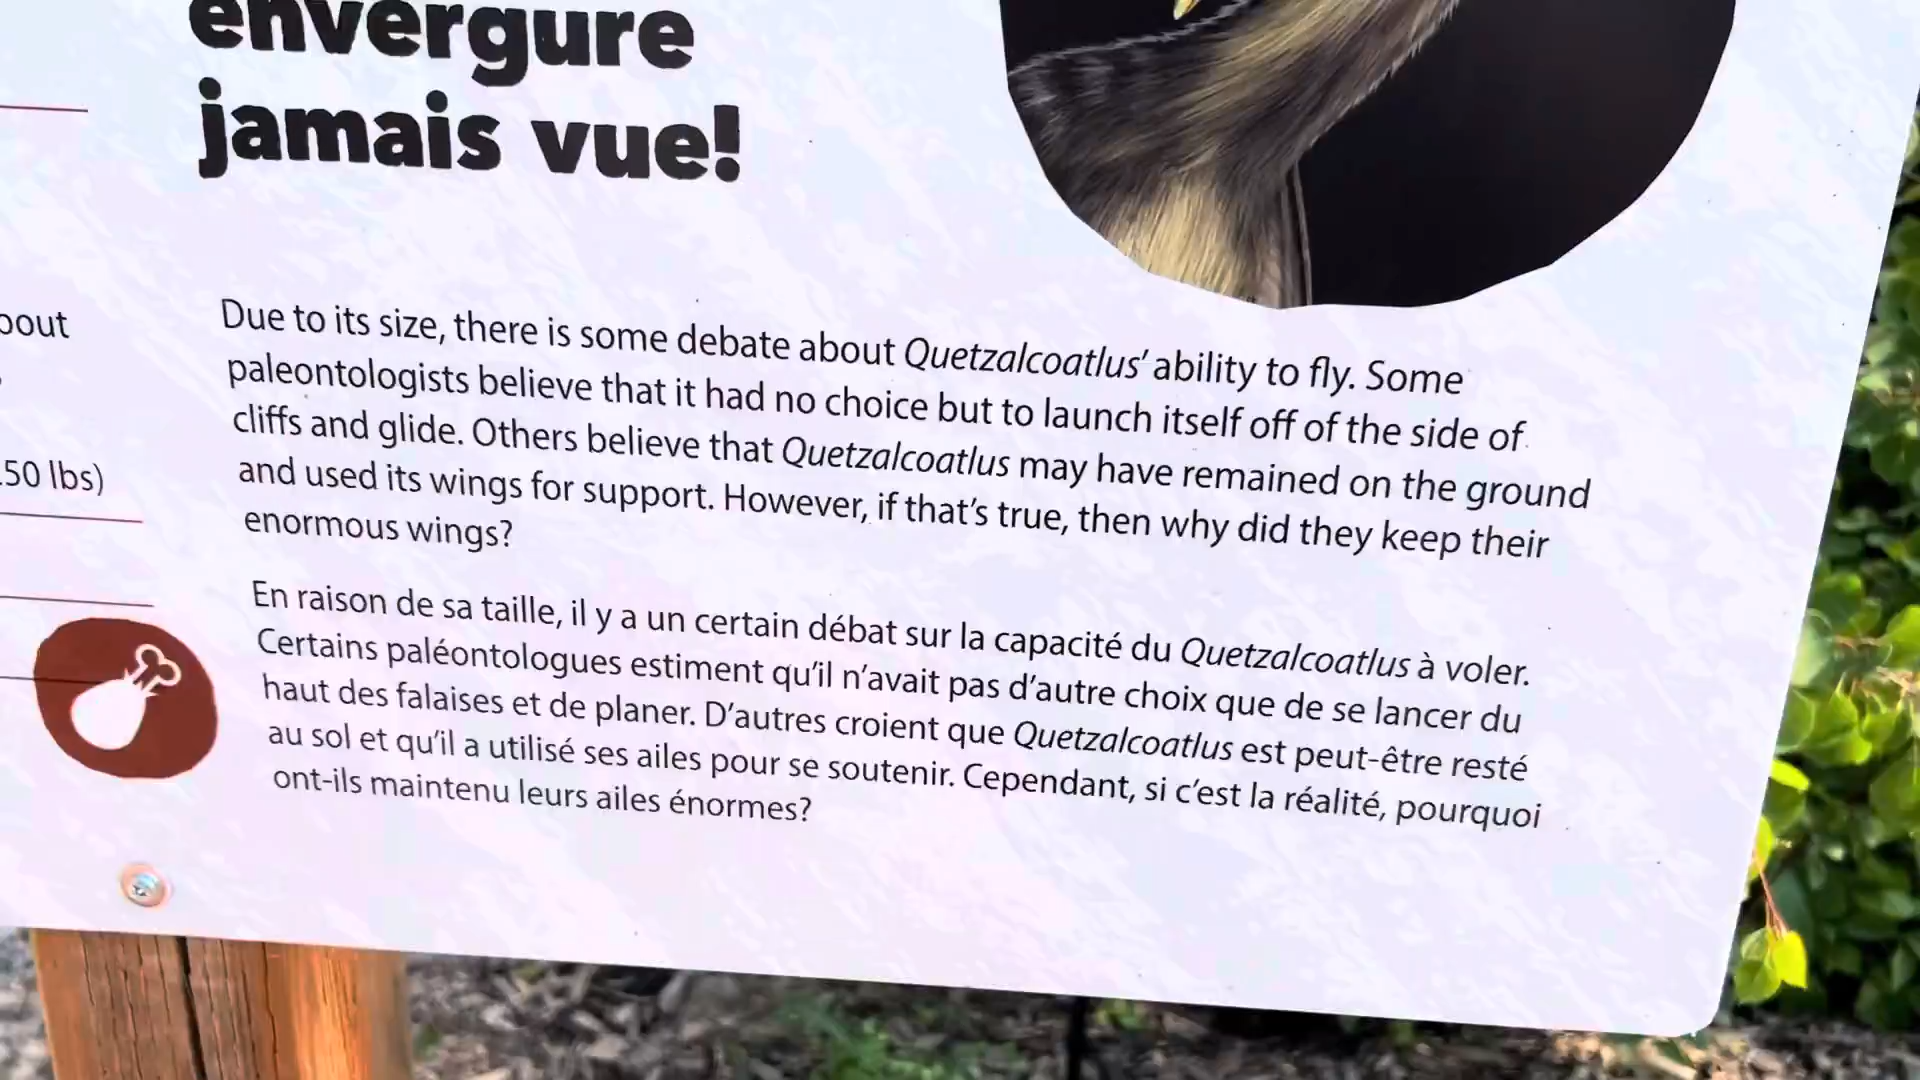 envergure
jamais vue!
Due to its size, there is some debate about Quetzalcoatlus' ability to fly. Some
paleontologists believe that it had no choice but to launch itself off of the side of
cliffs and glide. Others believe that Quetzalcoatlus may have remained on the ground
and used its wings for support. However, if that's true, then why did they keep their
enormous wings?
En raison de sa taille, il y a un certain débat sur la capacité du Quetzalcoatlus à voler.
Certains paléontologues estiment qu'il n'avait pas d'autre choix que de se lancer du
haut des falaises et de planer. D'autres croient que Quetzalcoatlus est peut-être resté
au sol et qu'il a utilisé ses ailes pour se soutenir. Cependant, si c'est la réalité, pourquoi
ont-ils maintenu leurs ailes énormes?
50 lbs)